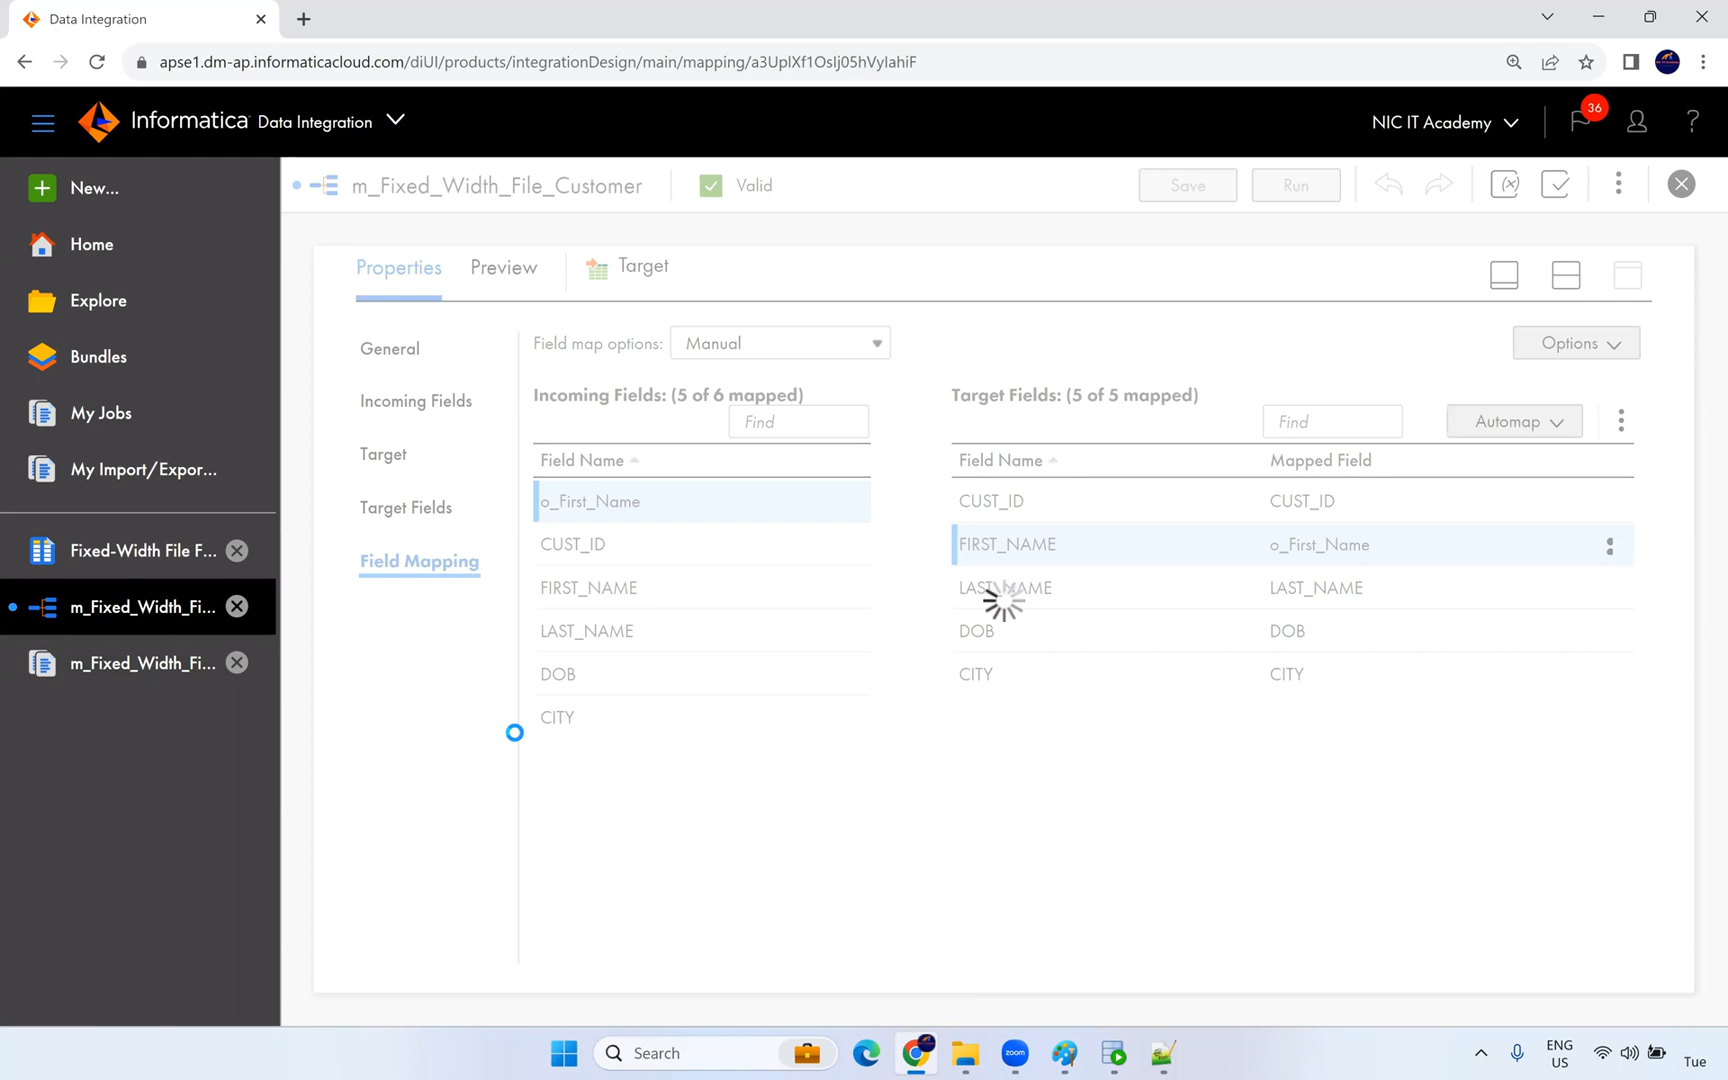 Data Integration
apse1.dm-ap.informaticacloud.com/diUI/products/integrationDesign/main/mapping/a3UplXf1Oslj05hVylahiF
Informatica Data Integration
NIC IT Academy
36
?
New...
m_Fixed_Width_File_Customer
Valid
Save
Run
Home
Explore
Bundles
My Jobs
My Import/Expor...
Fixed-Width File F...
m_Fixed_Width_Fi...
m_Fixed_Width_Fi...
Properties
Preview
Target
General
Incoming Fields
Target
Target Fields
Field Mapping
Field map options:
Manual
Options
Incoming Fields: (5 of 6 mapped)
Find
Field Name
o_First_Name
CUST_ID
FIRST_NAME
LAST_NAME
DOB
CITY
Target Fields: (5 of 5 mapped)
Find
Automap
Field Name Mapped Field
CUST_ID CUST_ID
FIRST_NAME o_First_Name
LAST_NAME LAST_NAME
DOB DOB
CITY CITY
Search
zoom
ENG
US
Tue